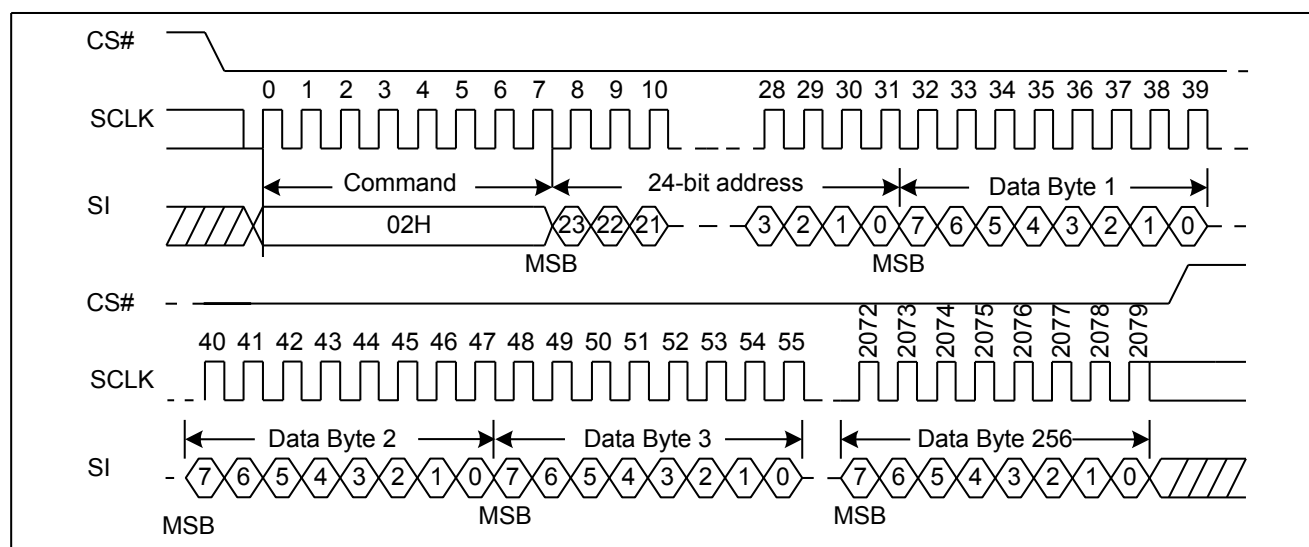 CS#
0 1 2 3 4 5 6 7 8 9 10 28 29 30 31 32 33 34 35 36 37 38 39
SCLK
Command 24-bit address Data Byte 1
SI
02H 23 22 21 3 2 1 0 7 6 5 4 3 2 1 0
MSB MSB
CS#
40 41 42 43 44 45 46 47 48 49 50 51 52 53 54 55 2072 2073 2074 2075 2076 2077 2078 2079
SCLK
Data Byte 2 Data Byte 3 Data Byte 256
SI
7 6 5 4 3 2 1 0 7 6 5 4 3 2 1 0 7 6 5 4 3 2 1 0
MSB MSB MSB